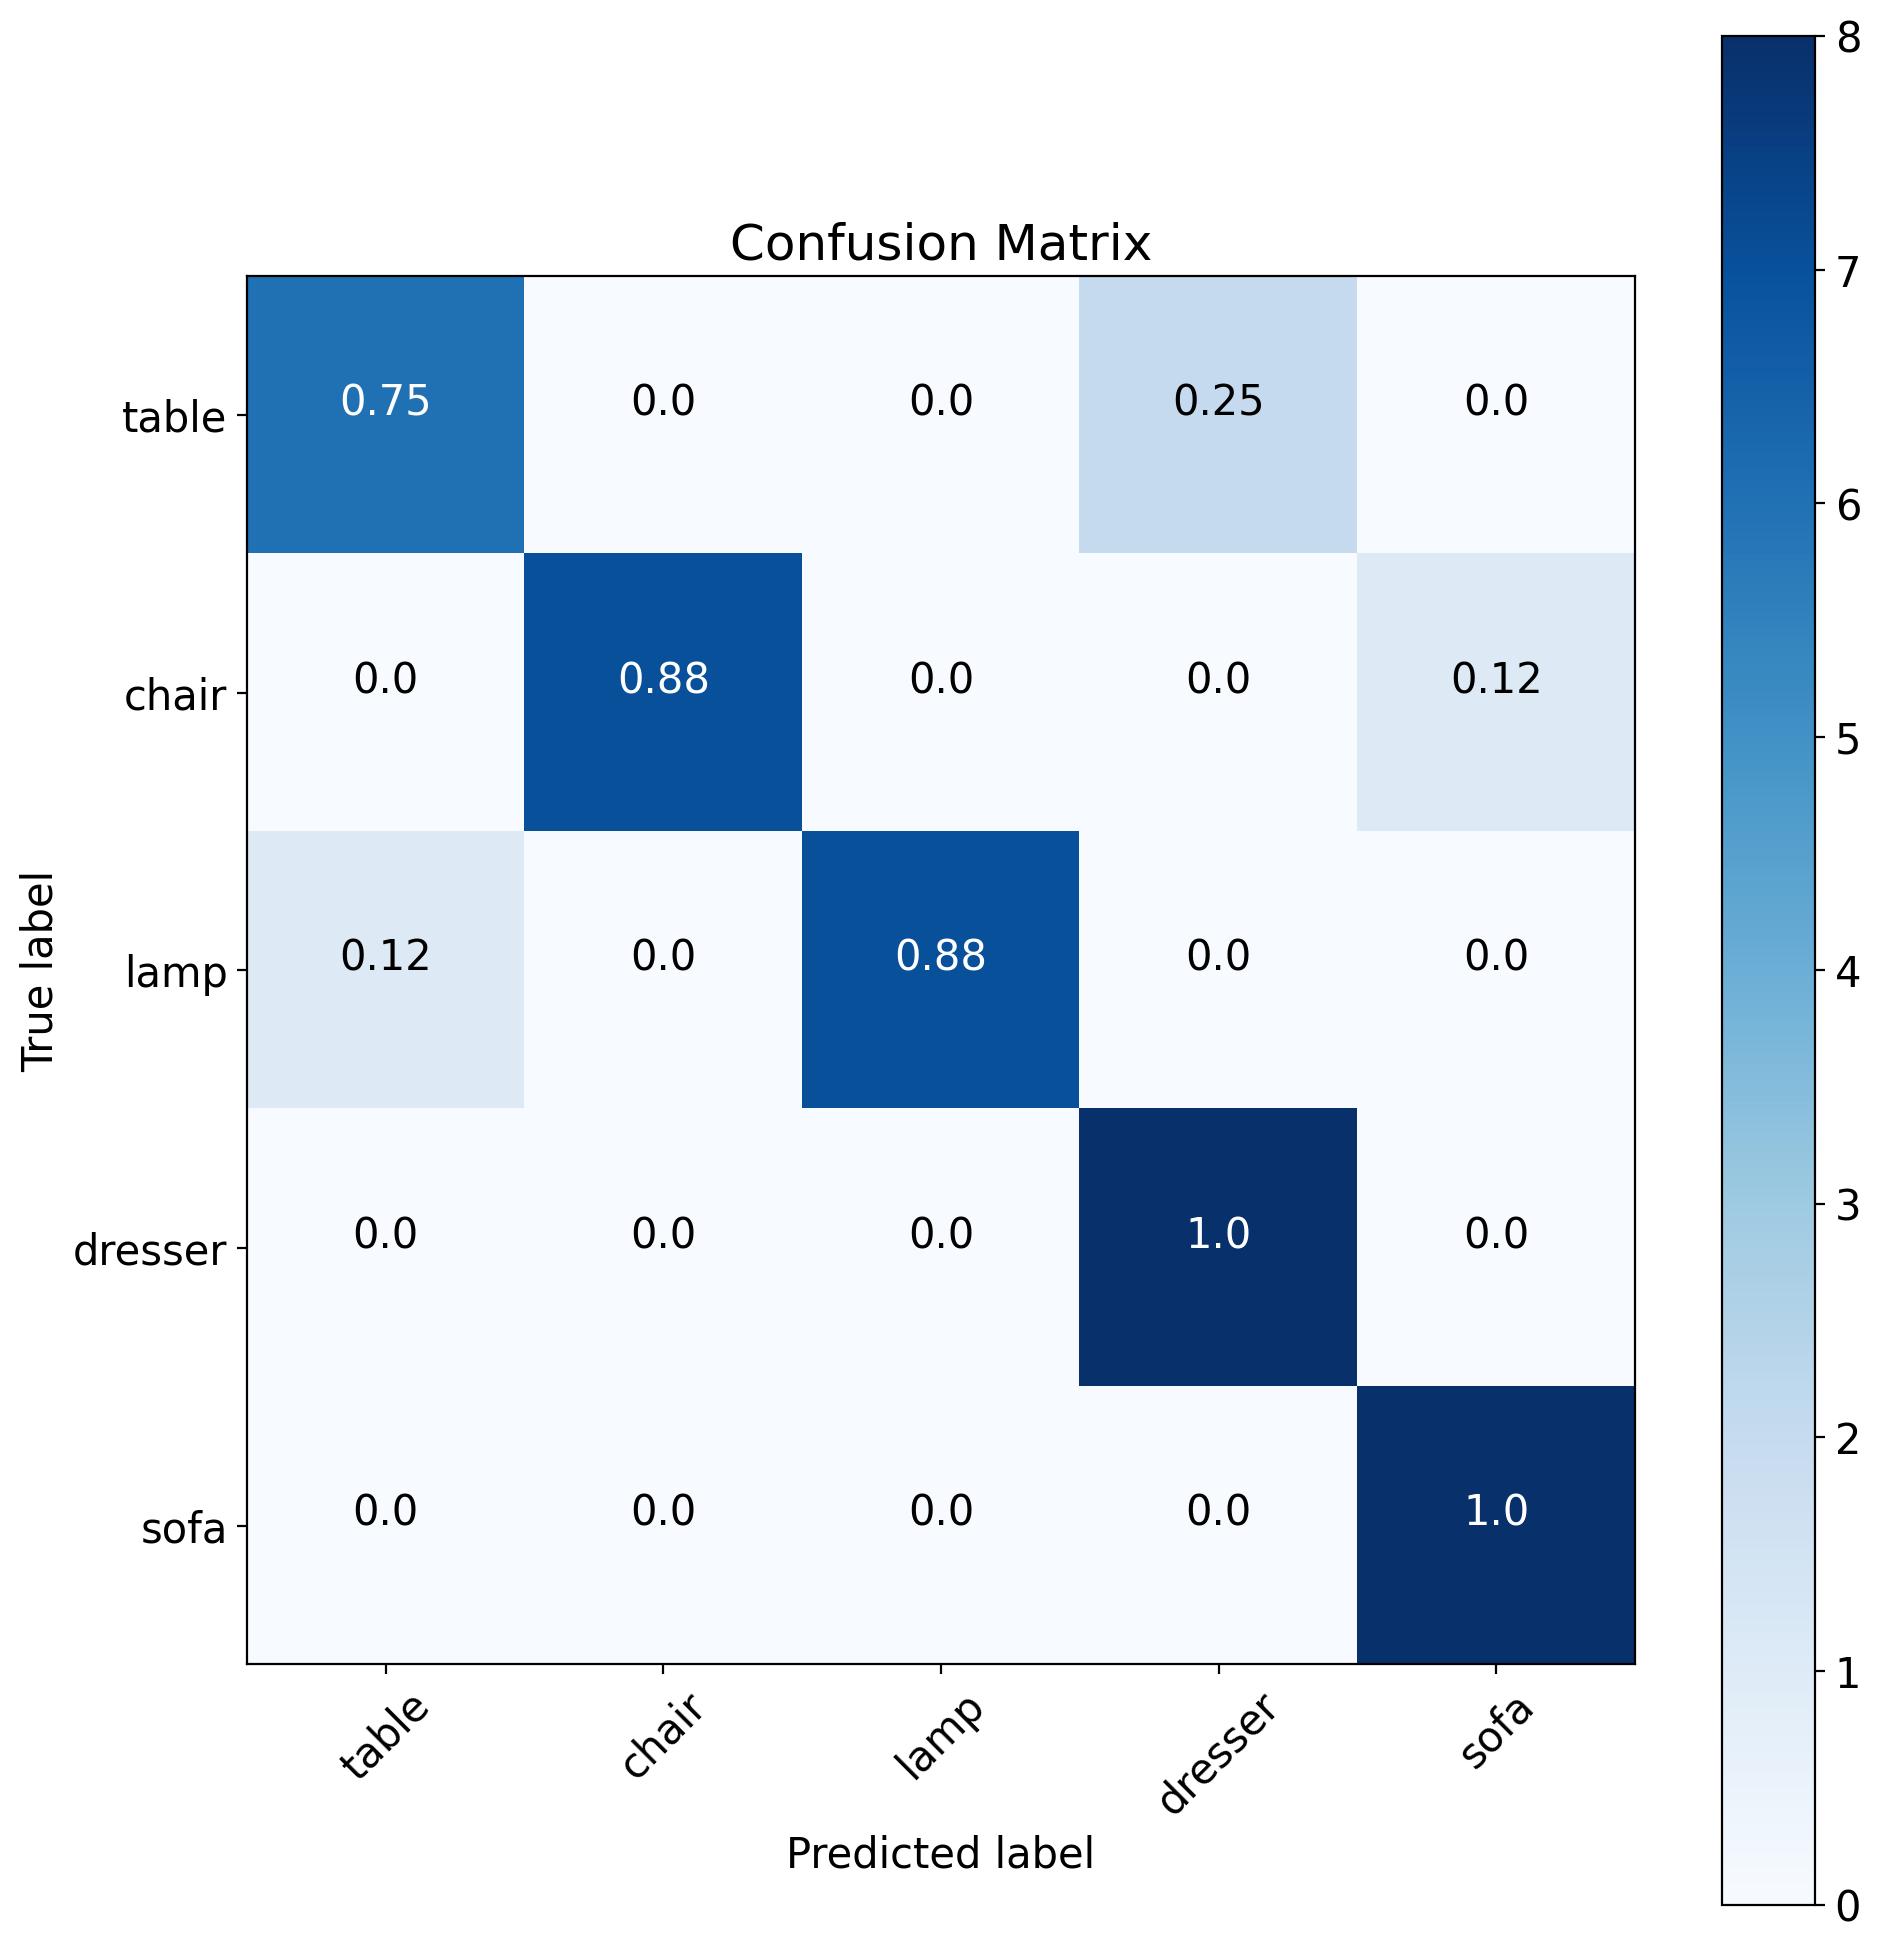 Confusion Matrix
table 0.75 0.0 0.0 0.25 0.0
chair 0.0 0.88 0.0 0.0 0.12
lamp 0.12 0.0 0.88 0.0 0.0
dresser 0.0 0.0 0.0 1.0 0.0
sofa 0.0 0.0 0.0 0.0 1.0
True label
table chair lamp dresser sofa
Predicted label
8
7
6
5
4
3
2
1
0